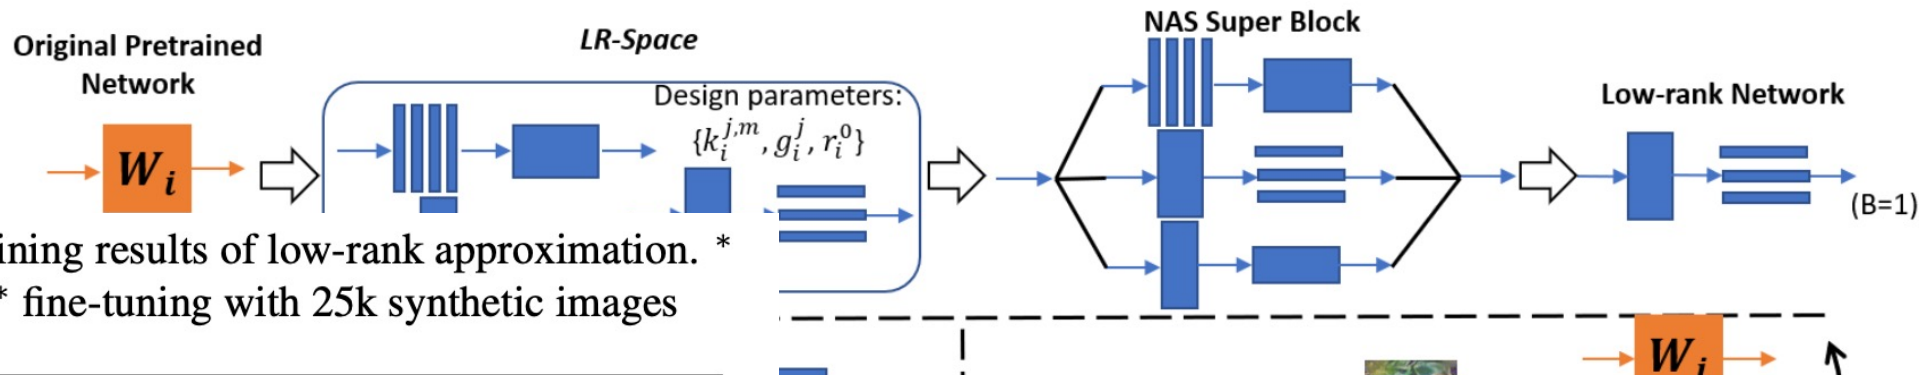 Original Pretrained
Network
W_i
LR-Space
Design parameters:
{k_i^{j,m}, g_i^j, r_i^0}
NAS Super Block
Low-rank Network
(B=1)
ining results of low-rank approximation. *
* fine-tuning with 25k synthetic images
W_i